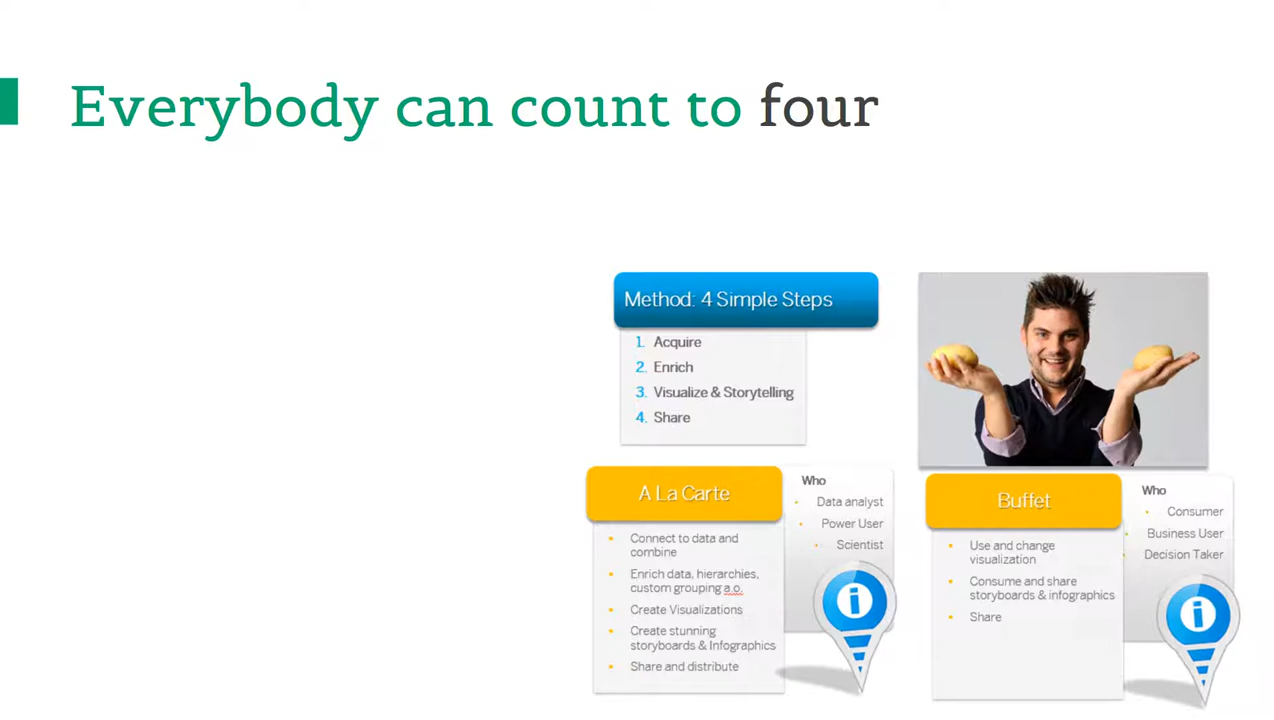 Everybody can count to four
Method: 4 Simple Steps
1. Acquire
2. Enrich
3. Visualize & Storytelling
4. Share
A La Carte
Connect to data and
combine
Enrich data, hierarchies,
custom grouping a.o.
Create Visualizations
Create stunning
storyboards & Infographics
Share and distribute
Who
Data analyst
Power User
Scientist
Buffet
Use and change
visualization
Consume and share
storyboards & infographics
Share
Who
Consumer
Business User
Decision Taker